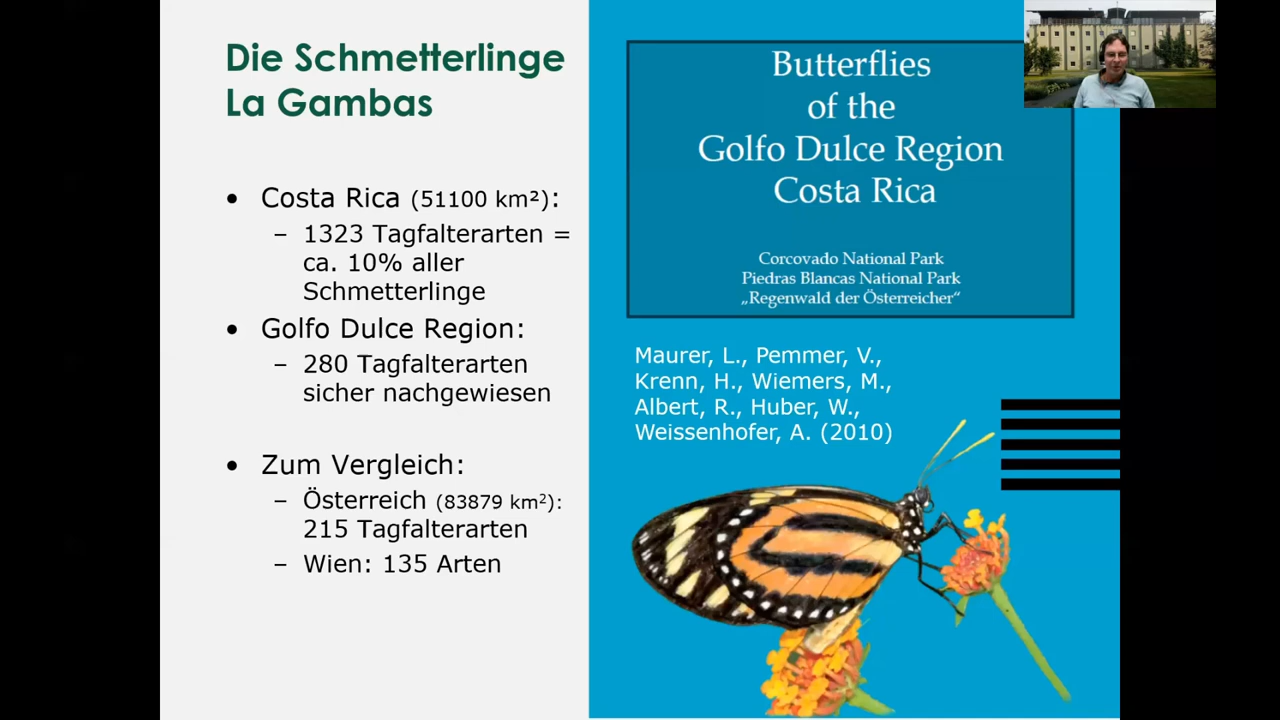 Die Schmetterlinge
La Gambas
• Costa Rica (51100 km²):
– 1323 Tagfalterarten =
ca. 10% aller
Schmetterlinge
• Golfo Dulce Region:
– 280 Tagfalterarten
sicher nachgewiesen
• Zum Vergleich:
– Österreich (83879 km²):
215 Tagfalterarten
– Wien: 135 Arten
Butterflies
of the
Golfo Dulce Region
Costa Rica
Corcovado National Park
Piedras Blancas National Park
„Regenwald der Österreicher“
Maurer, L., Pemmer, V.,
Krenn, H., Wiemers, M.,
Albert, R., Huber, W.,
Weissenhofer, A. (2010)